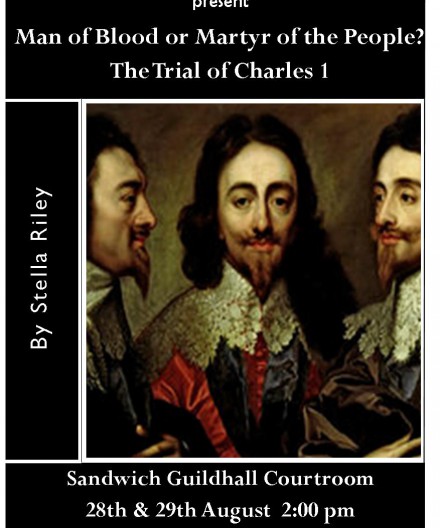 present
Man of Blood or Martyr of the People?
The Trial of Charles 1
By Stella Riley
Sandwich Guildhall Courtroom
28th & 29th August 2:00 pm